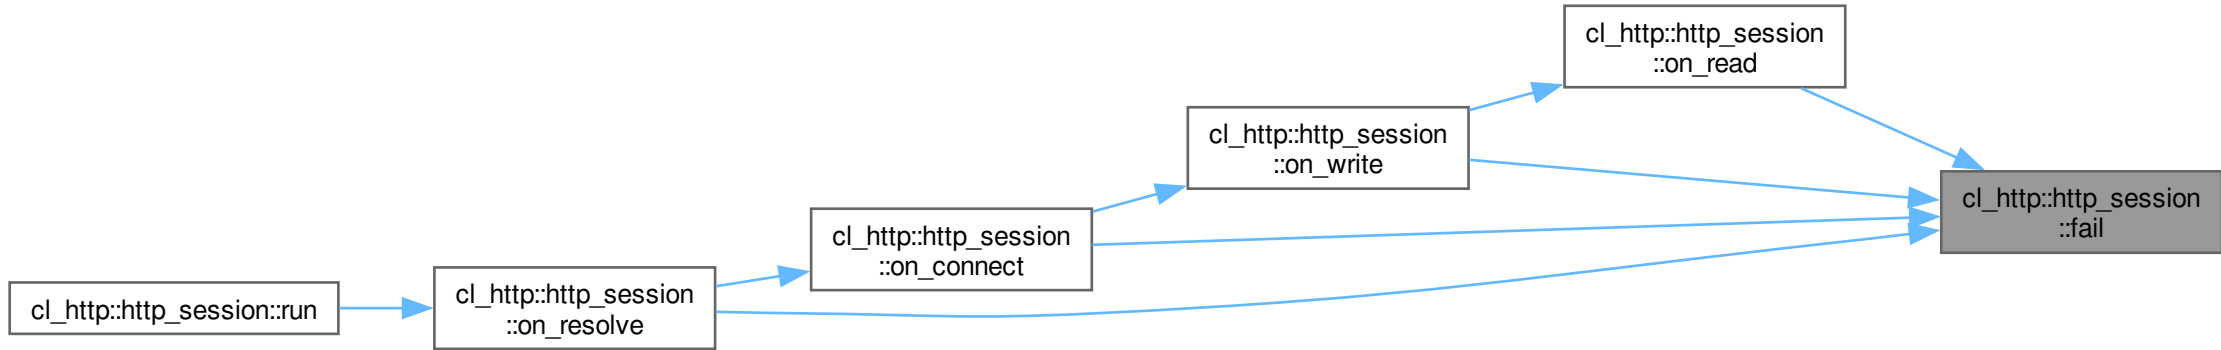 cl_http::http_session
::on_read
cl_http::http_session
::on_write
cl_http::http_session
::fail
cl_http::http_session
::on_connect
cl_http::http_session
::on_resolve
cl_http::http_session::run